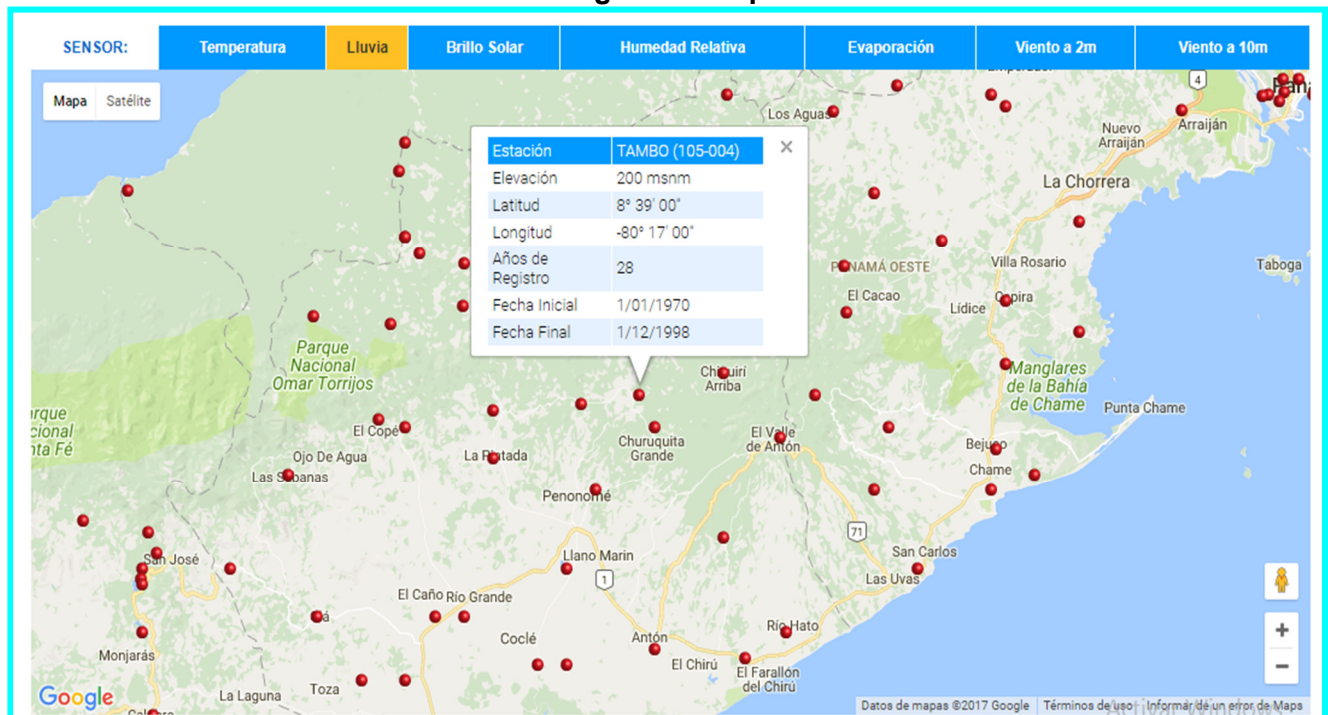 SENSOR: Temperatura Lluvia Brillo Solar Humedad Relativa Evaporación Viento a 2m Viento a 10m
Mapa Satélite
4
Los Aguas
Nuevo
Arraiján
Arraiján
La Chorrera
Estación TAMBO (105-004)
Elevación 200 msnm
Latitud 8° 39' 00"
Longitud -80° 17' 00"
Años de
Registro 28
Fecha Inicial 1/01/1970
Fecha Final 1/12/1998
PANAMÁ OESTE
Villa Rosario
Taboga
El Cacao
Lídice
Capira
Parque
Nacional
Omar Torrijos
Chiguirí
Arriba
Manglares
de la Bahía
de Chame
Punta Chame
El Copé
Churuquita
Grande
El Valle
de Antón
Ojo De Agua
La Pintada
Bejuco
Las Sabanas
Chame
Penonomé
71
San José
Llano Marin
San Carlos
1
Las Uvas
El Caño
Río Grande
Coclé
Antón
Río Hato
Monjarás
El Chirú
El Farallón
del Chirú
Google
La Laguna
Toza
Datos de mapas ©2017 Google Términos de uso Informar de un error de Maps